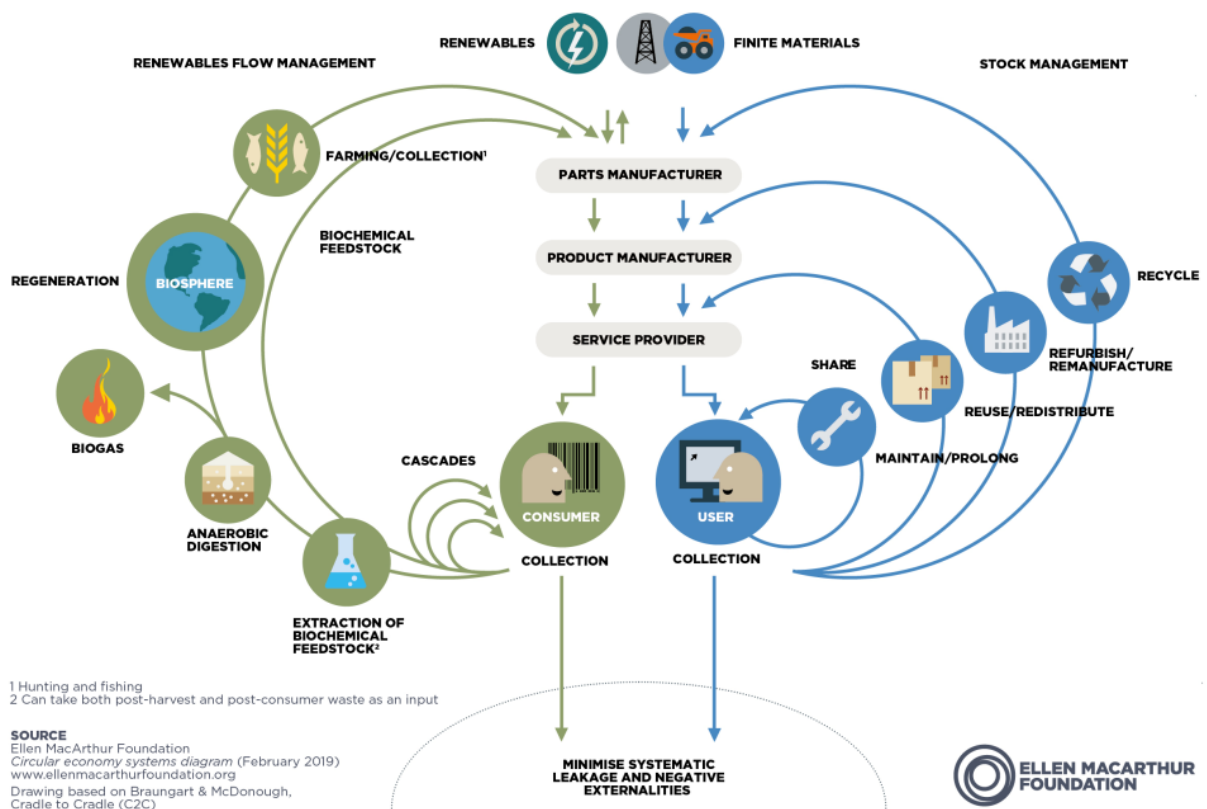 RENEWABLES
FINITE MATERIALS
RENEWABLES FLOW MANAGEMENT
STOCK MANAGEMENT
FARMING/COLLECTION¹
PARTS MANUFACTURER
BIOCHEMICAL
FEEDSTOCK
PRODUCT MANUFACTURER
REGENERATION
BIOSPHERE
RECYCLE
SERVICE PROVIDER
SHARE
REFURBISH/
REMANUFACTURE
REUSE/REDISTRIBUTE
BIOGAS
CASCADES
MAINTAIN/PROLONG
CONSUMER
USER
ANAEROBIC
DIGESTION
COLLECTION
COLLECTION
EXTRACTION OF
BIOCHEMICAL
FEEDSTOCK²
1 Hunting and fishing
2 Can take both post-harvest and post-consumer waste as an input
SOURCE
Ellen MacArthur Foundation
Circular economy systems diagram (February 2019)
www.ellenmacarthurfoundation.org
Drawing based on Braungart & McDonough,
Cradle to Cradle (C2C)
MINIMISE SYSTEMATIC
LEAKAGE AND NEGATIVE
EXTERNALITIES
ELLEN MACARTHUR
FOUNDATION